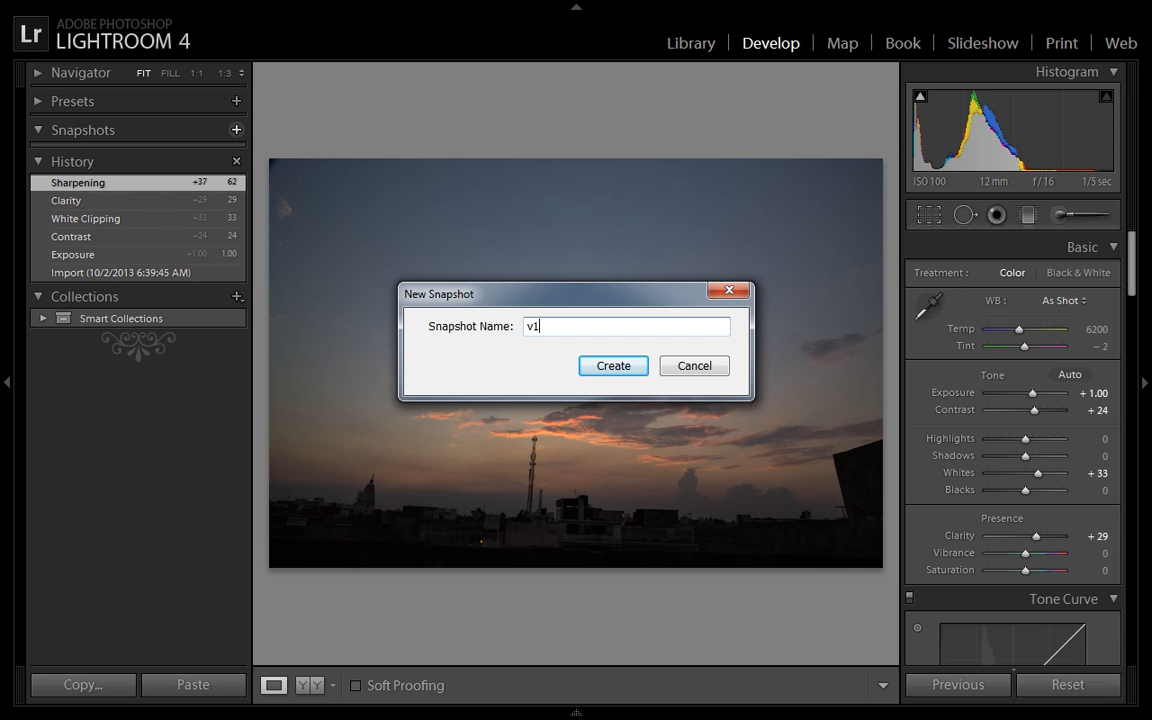 Lr ADOBE PHOTOSHOP
LIGHTROOM 4
Library | Develop | Map | Book | Slideshow | Print | Web
Navigator FIT FILL 1:1 1:3
Presets
Snapshots
History
Sharpening +37 62
Clarity +29 29
White Clipping +33 33
Contrast +24 24
Exposure +1.00 1.00
Import (10/2/2013 6:39:45 AM)
Collections
Smart Collections
Copy... Paste
New Snapshot
Snapshot Name: v1
Create Cancel
Soft Proofing
Histogram
ISO 100 12 mm f / 16 1/5 sec
Basic
Treatment : Color | Black & White
WB : As Shot
Temp 6200
Tint − 2
Tone Auto
Exposure + 1.00
Contrast + 24
Highlights 0
Shadows 0
Whites + 33
Blacks 0
Presence
Clarity + 29
Vibrance 0
Saturation 0
Tone Curve
Previous Reset